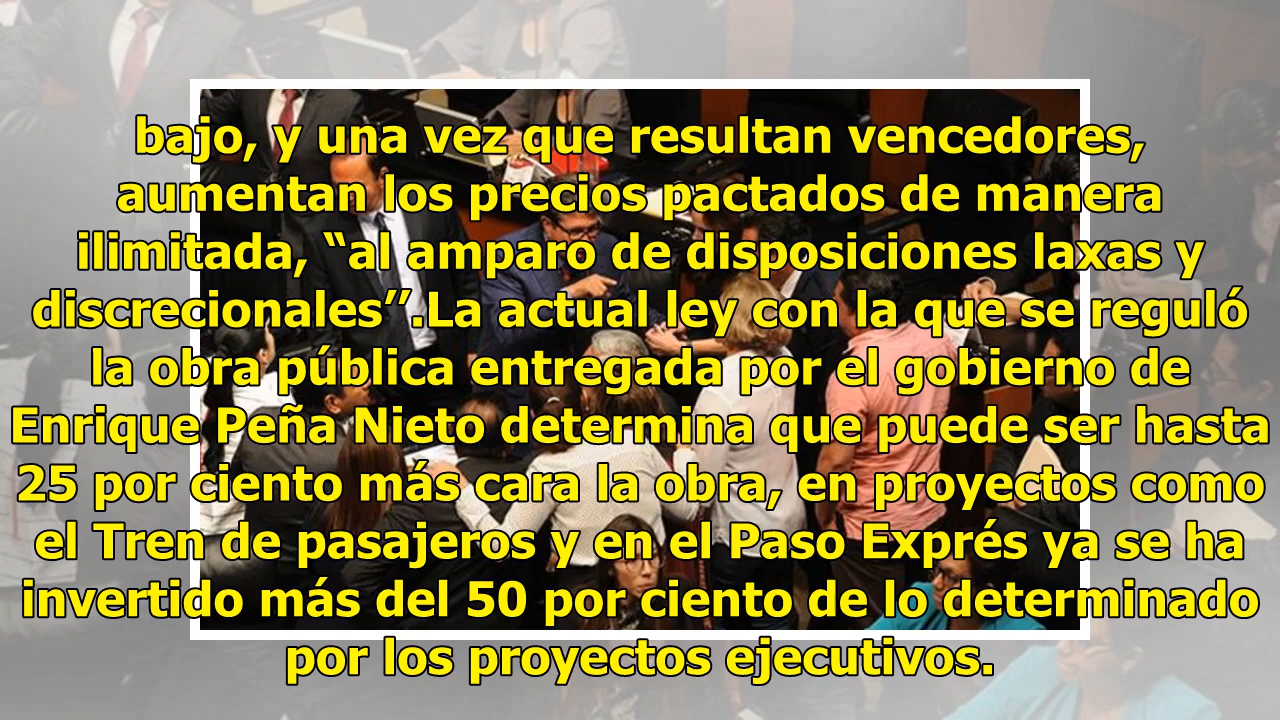 bajo, y una vez que resultan vencedores,
aumentan los precios pactados de manera
ilimitada, “al amparo de disposiciones laxas y
discrecionales”.La actual ley con la que se reguló
la obra pública entregada por el gobierno de
Enrique Peña Nieto determina que puede ser hasta
25 por ciento más cara la obra, en proyectos como
el Tren de pasajeros y en el Paso Exprés ya se ha
invertido más del 50 por ciento de lo determinado
por los proyectos ejecutivos.